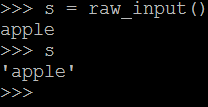 >>> s = raw_input()
apple
>>> s
'apple'
>>>